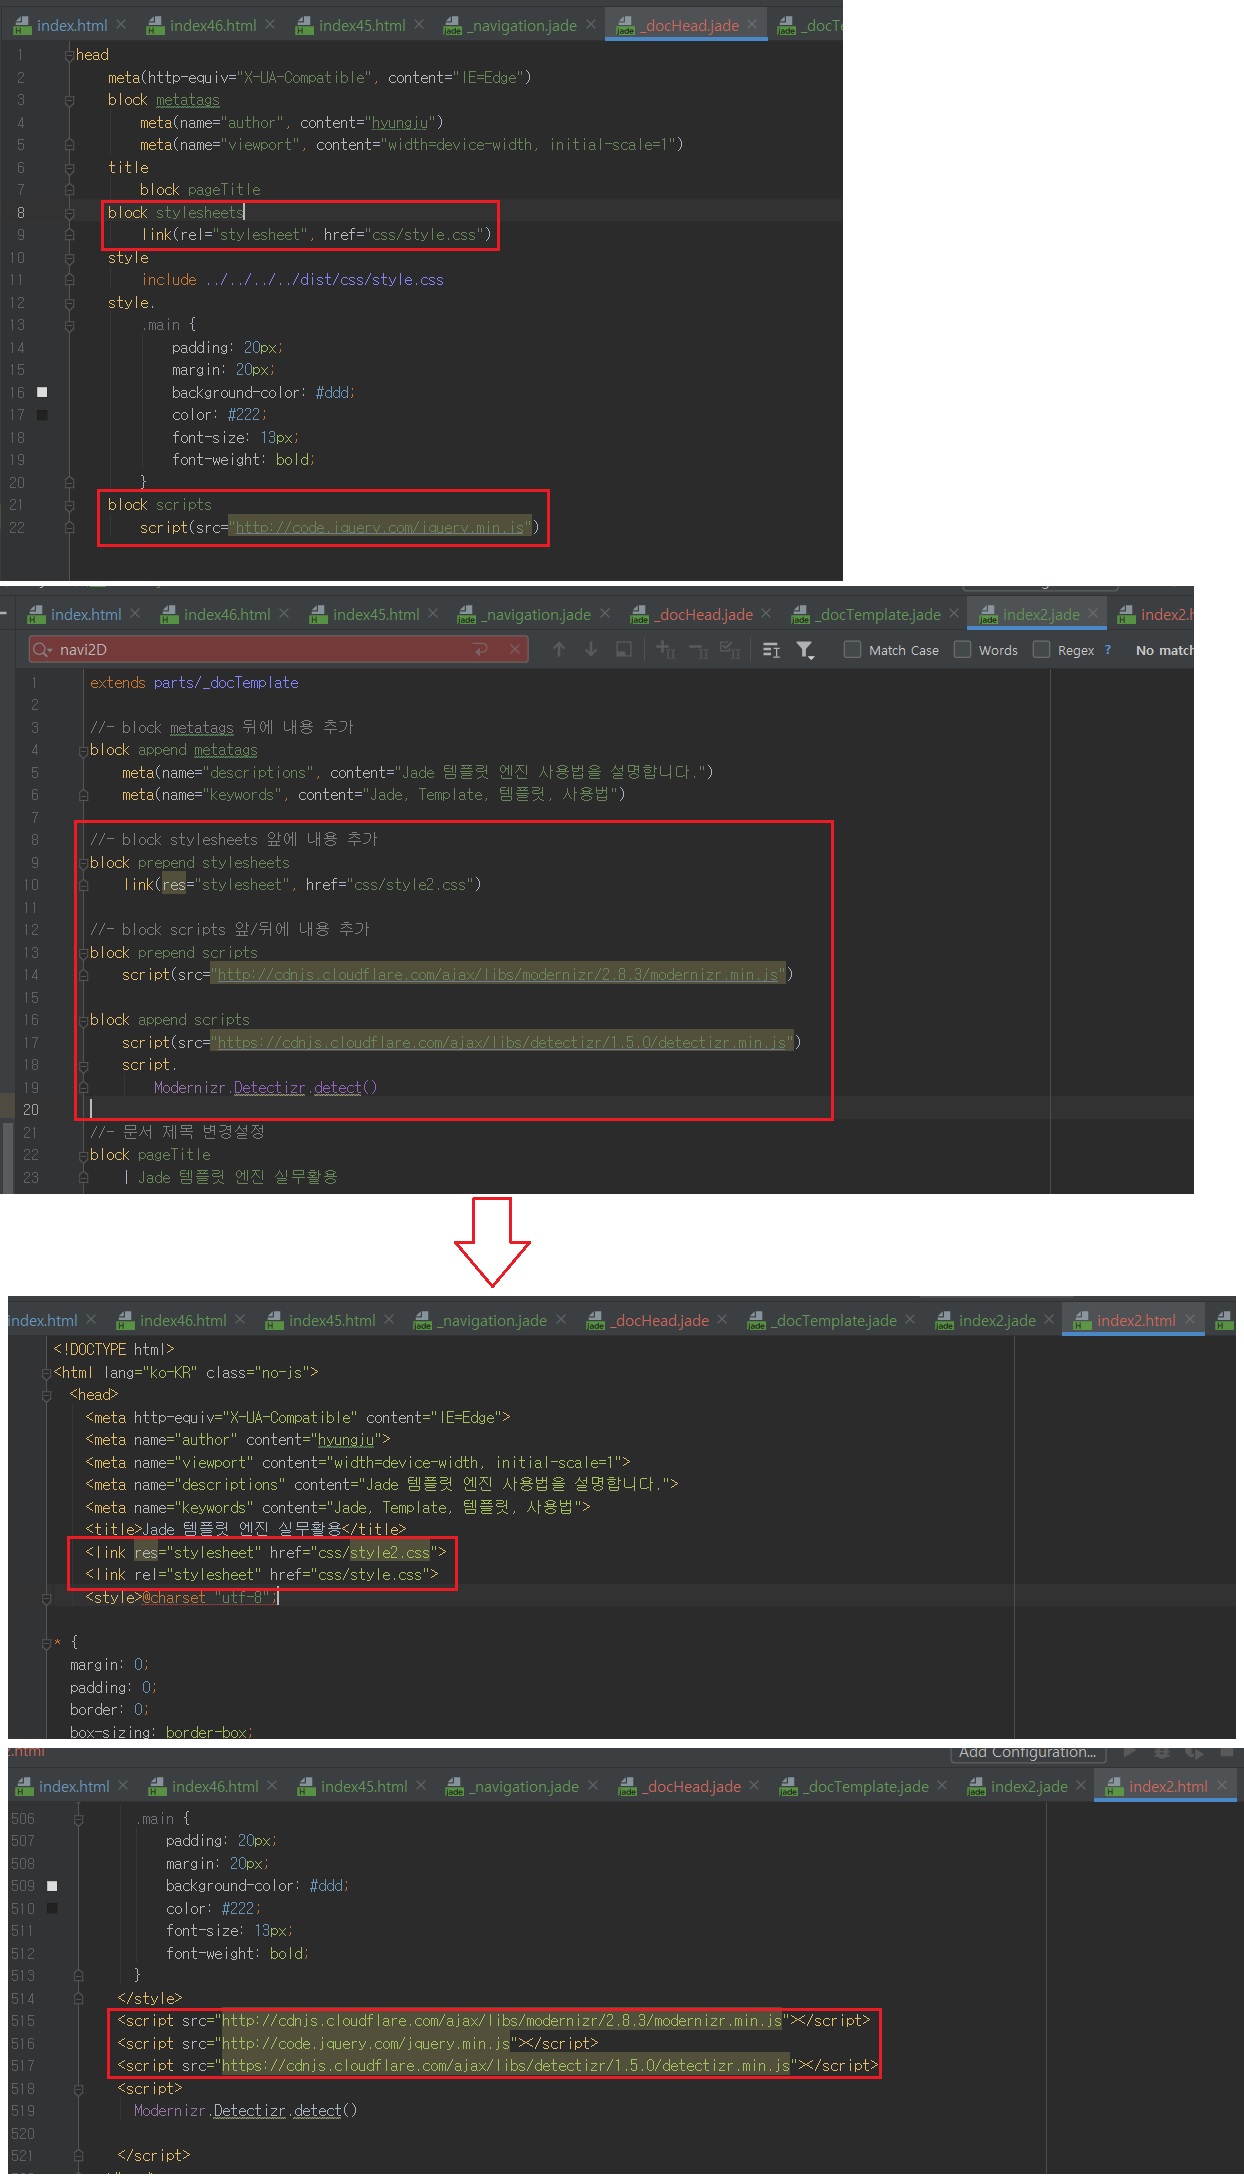 index.html index46.html index45.html _navigation.jade _docHead.jade
1 head
2 meta(http-equiv="X-UA-Compatible", content="IE=Edge")
3 block metatags
4 meta(name="author", content="hyungju")
5 meta(name="viewport", content="width=device-width, initial-scale=1")
6 title
7 block pageTitle
8 block stylesheets
9 link(rel="stylesheet", href="css/style.css")
10 style
11 include ../../../../dist/css/style.css
12 style.
13 .main {
14 padding: 20px;
15 margin: 20px;
16 background-color: #ddd;
17 color: #222;
18 font-size: 13px;
19 font-weight: bold;
20 }
21 block scripts
22 script(src="http://code.jquery.com/jquery.min.js")
index.html index46.html index45.html _navigation.jade _docHead.jade _docTemplate.jade index2.jade index2.h
navi2D Match Case Words Regex ? No match
1 extends parts/_docTemplate
2
3 //- block metatags 뒤에 내용 추가
4 block append metatags
5 meta(name="descriptions", content="Jade 템플릿 엔진 사용법을 설명합니다.")
6 meta(name="keywords", content="Jade, Template, 템플릿, 사용법")
7
8 //- block stylesheets 앞에 내용 추가
9 block prepend stylesheets
10 link(res="stylesheet", href="css/style2.css")
11
12 //- block scripts 앞/뒤에 내용 추가
13 block prepend scripts
14 script(src="http://cdnjs.cloudflare.com/ajax/libs/modernizr/2.8.3/modernizr.min.js")
15
16 block append scripts
17 script(src="https://cdnjs.cloudflare.com/ajax/libs/detectizr/1.5.0/detectizr.min.js")
18 script.
19 Modernizr.Detectizr.detect()
20
21 //- 문서 제목 변경설정
22 block pageTitle
23 | Jade 템플릿 엔진 실무활용
index.html index46.html index45.html _navigation.jade _docHead.jade _docTemplate.jade index2.jade index2.html
<!DOCTYPE html>
<html lang="ko-KR" class="no-js">
<head>
<meta http-equiv="X-UA-Compatible" content="IE=Edge">
<meta name="author" content="hyungju">
<meta name="viewport" content="width=device-width, initial-scale=1">
<meta name="descriptions" content="Jade 템플릿 엔진 사용법을 설명합니다.">
<meta name="keywords" content="Jade, Template, 템플릿, 사용법">
<title>Jade 템플릿 엔진 실무활용</title>
<link res="stylesheet" href="css/style2.css">
<link rel="stylesheet" href="css/style.css">
<style>@charset "utf-8";
* {
margin: 0;
padding: 0;
border: 0;
box-sizing: border-box;
Add Configuration...
index.html index46.html index45.html _navigation.jade _docHead.jade _docTemplate.jade index2.jade index2.html
506 .main {
507 padding: 20px;
508 margin: 20px;
509 background-color: #ddd;
510 color: #222;
511 font-size: 13px;
512 font-weight: bold;
513 }
514 </style>
515 <script src="http://cdnjs.cloudflare.com/ajax/libs/modernizr/2.8.3/modernizr.min.js"></script>
516 <script src="http://code.jquery.com/jquery.min.js"></script>
517 <script src="https://cdnjs.cloudflare.com/ajax/libs/detectizr/1.5.0/detectizr.min.js"></script>
518 <script>
519 Modernizr.Detectizr.detect()
520
521 </script>